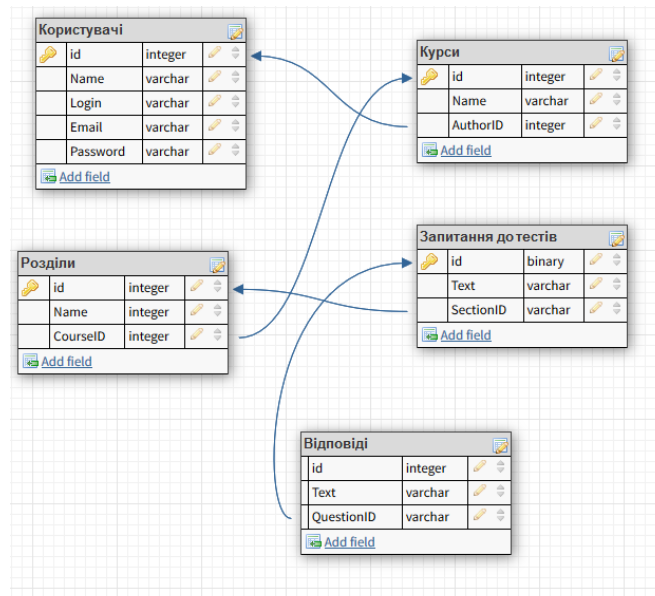 Користувачі
id integer
Name varchar
Login varchar
Email varchar
Password varchar
Add field
Курси
id integer
Name varchar
AuthorID integer
Add field
Розділи
id integer
Name integer
CourseID integer
Add field
Запитання до тестів
id binary
Text varchar
SectionID varchar
Add field
Відповіді
id integer
Text varchar
QuestionID varchar
Add field